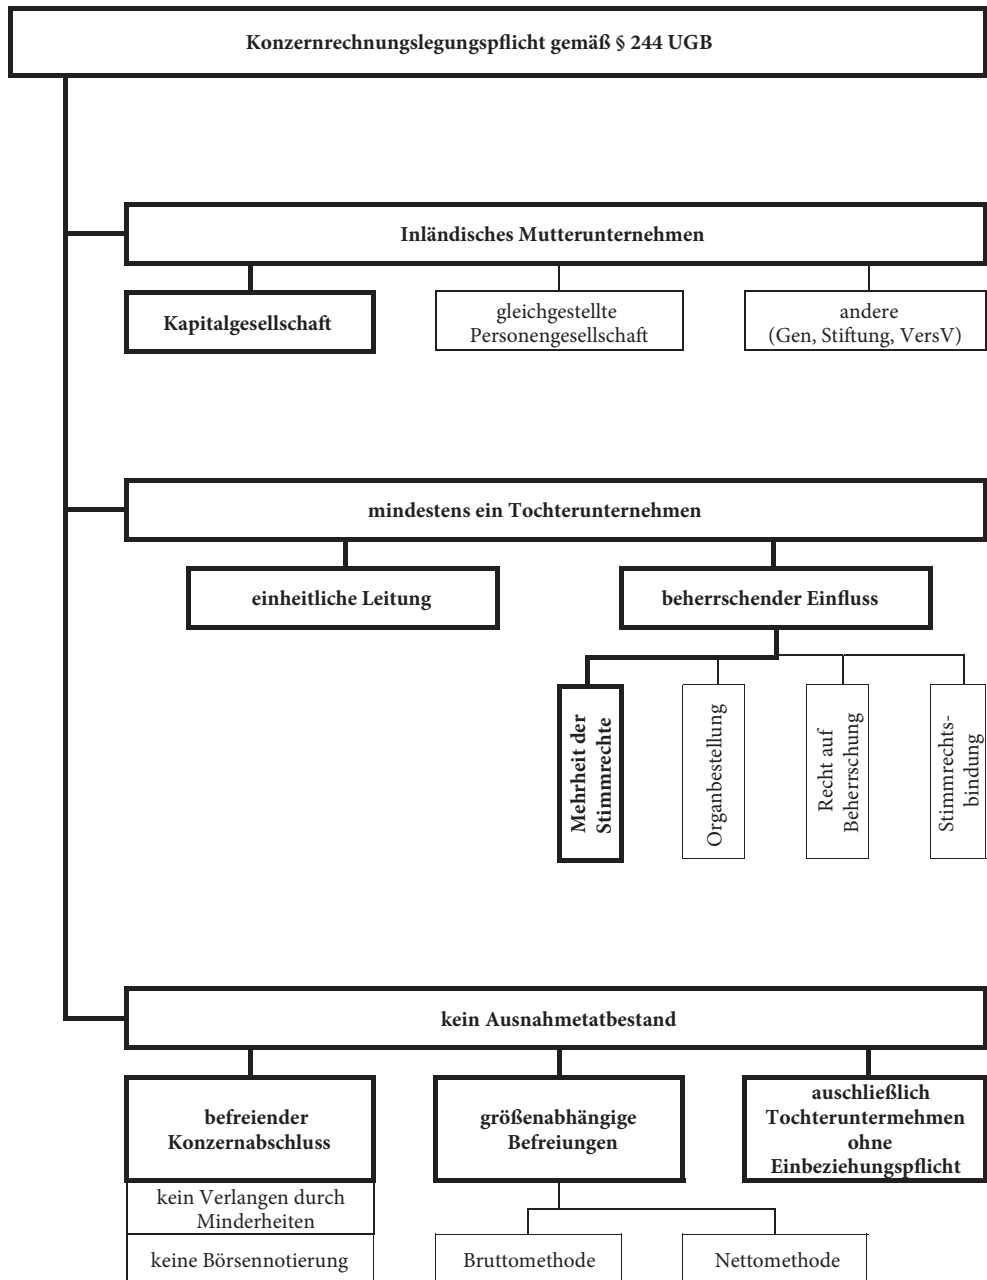 Konzernrechnungslegungspflicht gemäß § 244 UGB
Inländisches Mutterunternehmen
Kapitalgesellschaft
gleichgestellte
Personengesellschaft
andere
(Gen, Stiftung, VersV)
mindestens ein Tochterunternehmen
einheitliche Leitung
beherrschender Einfluss
Mehrheit der
Stimmrechte
Organbestellung
Recht auf
Beherrschung
Stimmrechts-
bindung
kein Ausnahmetatbestand
befreiender
Konzernabschluss
größenabhängige
Befreiungen
auschließlich
Tochteruntermehmen
ohne
Einbeziehungspflicht
kein Verlangen durch
Minderheiten
keine Börsennotierung
Bruttomethode
Nettomethode